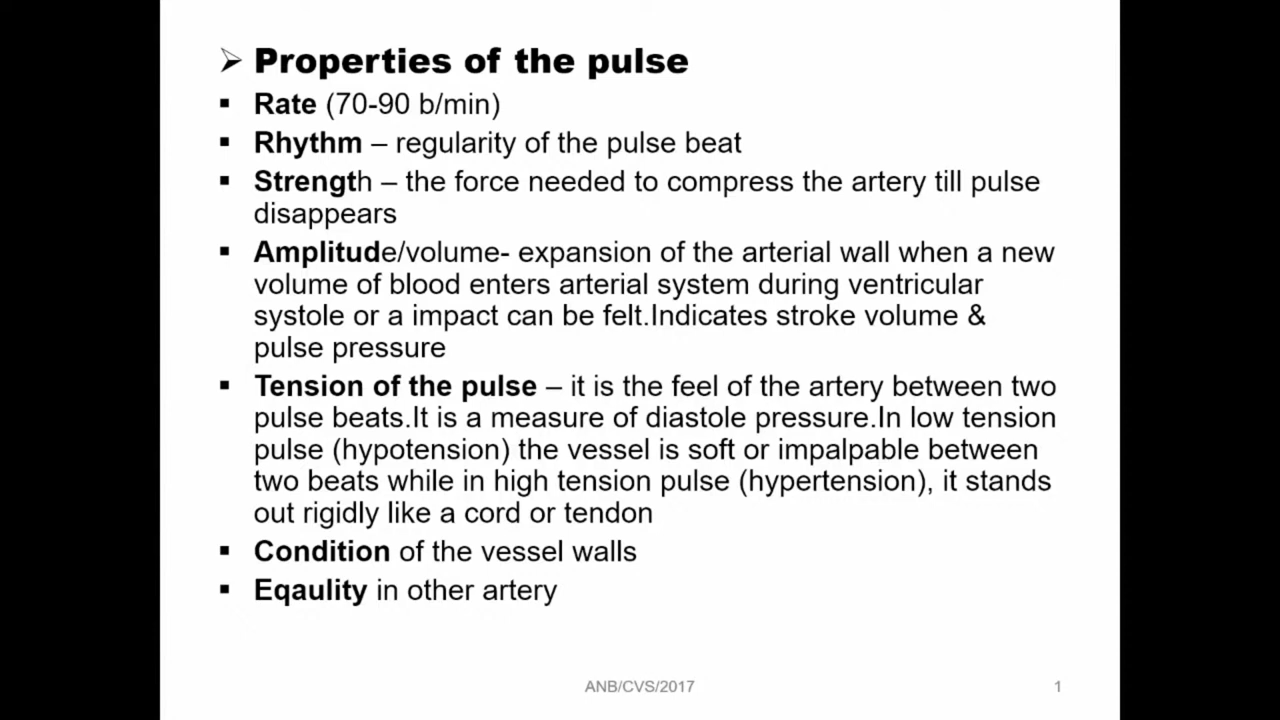 ➢ Properties of the pulse
▪ Rate (70-90 b/min)
▪ Rhythm – regularity of the pulse beat
▪ Strength – the force needed to compress the artery till pulse
disappears
▪ Amplitude/volume- expansion of the arterial wall when a new
volume of blood enters arterial system during ventricular
systole or a impact can be felt.Indicates stroke volume &
pulse pressure
▪ Tension of the pulse – it is the feel of the artery between two
pulse beats.It is a measure of diastole pressure.In low tension
pulse (hypotension) the vessel is soft or impalpable between
two beats while in high tension pulse (hypertension), it stands
out rigidly like a cord or tendon
▪ Condition of the vessel walls
▪ Eqaulity in other artery
ANB/CVS/2017
1